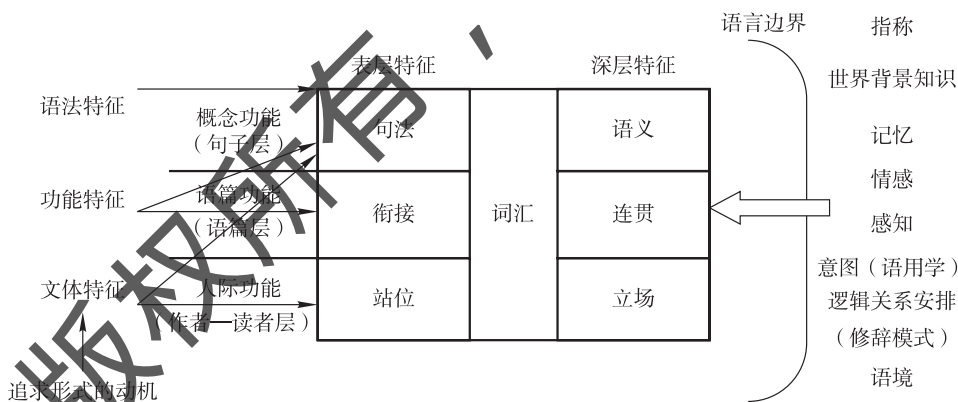 语言边界
指称
表层特征
深层特征
世界背景知识
语法特征
概念功能
（句子层）
句法
语义
记忆
功能特征
语篇功能
（语篇层）
衔接
词汇
连贯
情感
感知
文体特征
人际功能
（作者—读者层）
站位
立场
意图（语用学）
逻辑关系安排
（修辞模式）
语境
追求形式的动机
版权所有，